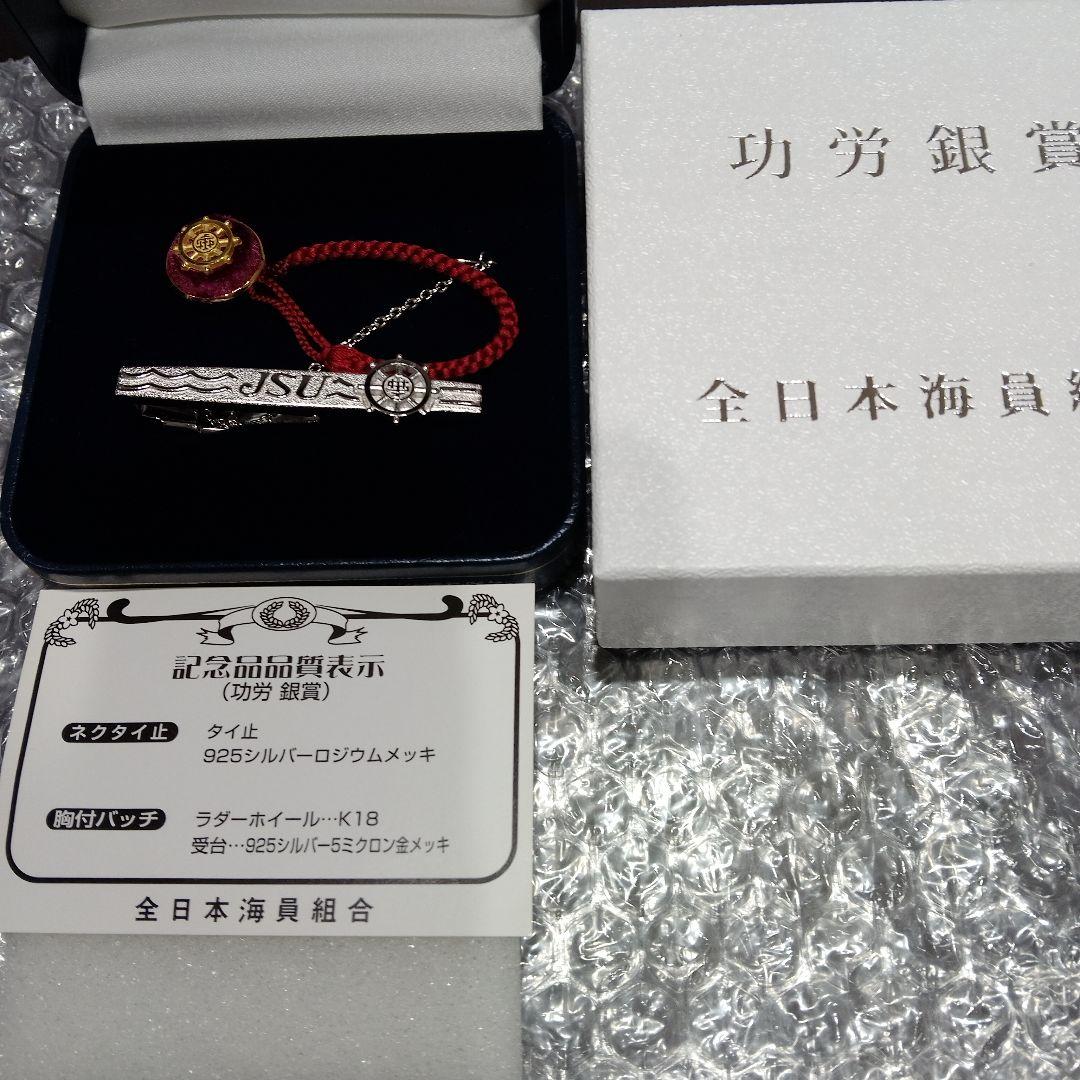 功労銀賞
全日本海員組
JSU
記念品品質表示
(功労 銀賞)
ネクタイ止 タイ止
925シルバーロジウムメッキ
胸付バッチ ラダーホイール…K18
受台…925シルバー5ミクロン金メッキ
全日本海員組合